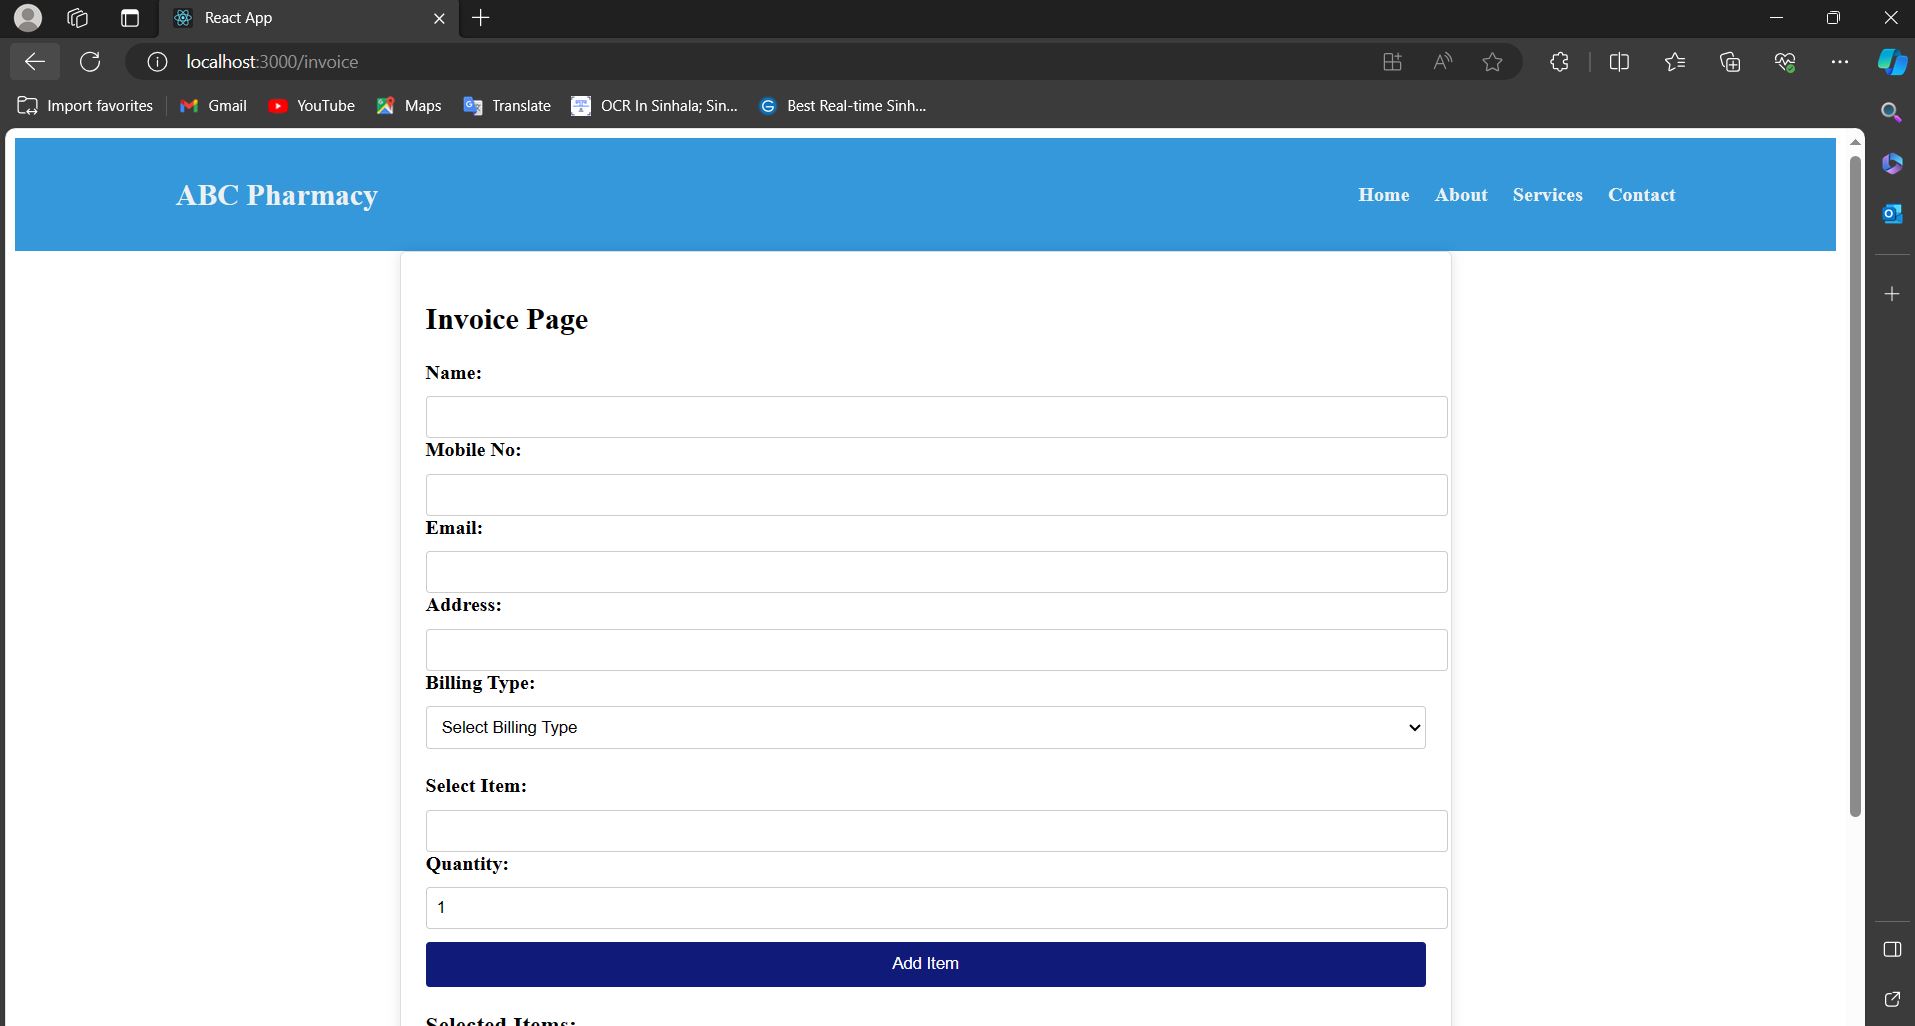 React App
localhost:3000/invoice
Import favorites Gmail YouTube Maps Translate OCR In Sinhala; Sin... Best Real-time Sinh...
ABC Pharmacy Home About Services Contact
Invoice Page
Name:
Mobile No:
Email:
Address:
Billing Type:
Select Billing Type
Select Item:
Quantity:
1
Add Item
Selected Items: